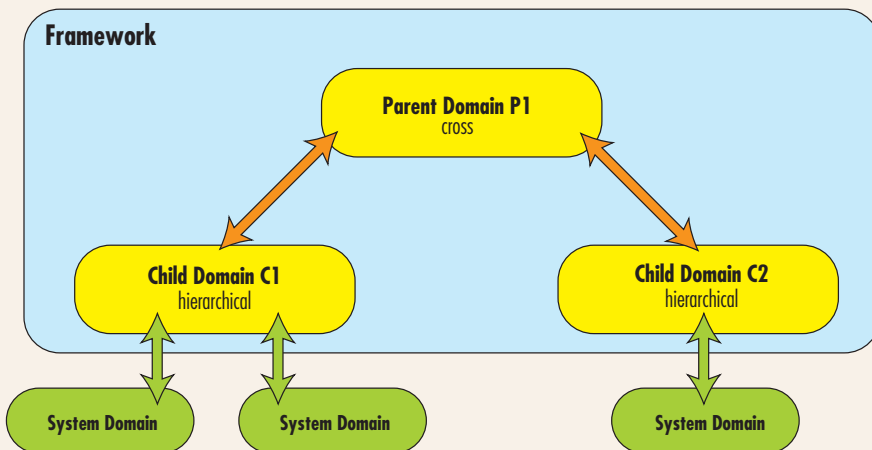 Framework
Parent Domain P1
cross
Child Domain C1
hierarchical
Child Domain C2
hierarchical
System Domain
System Domain
System Domain